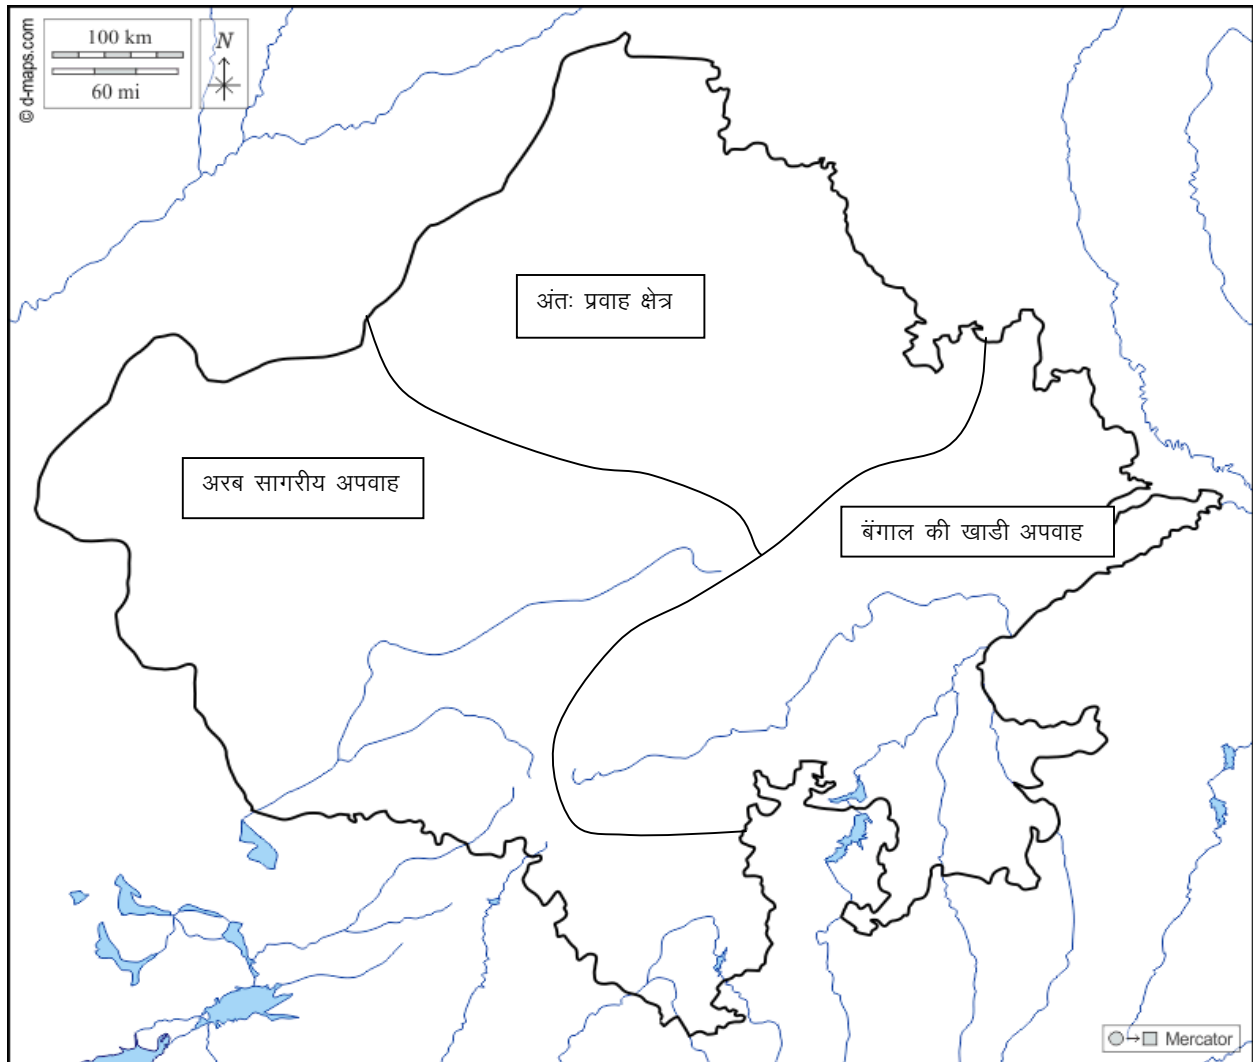 © d-maps.com
100 km
60 mi
N
अंतः प्रवाह क्षेत्र
अरब सागरीय अपवाह
बंगाल की खाडी अपवाह
Mercator